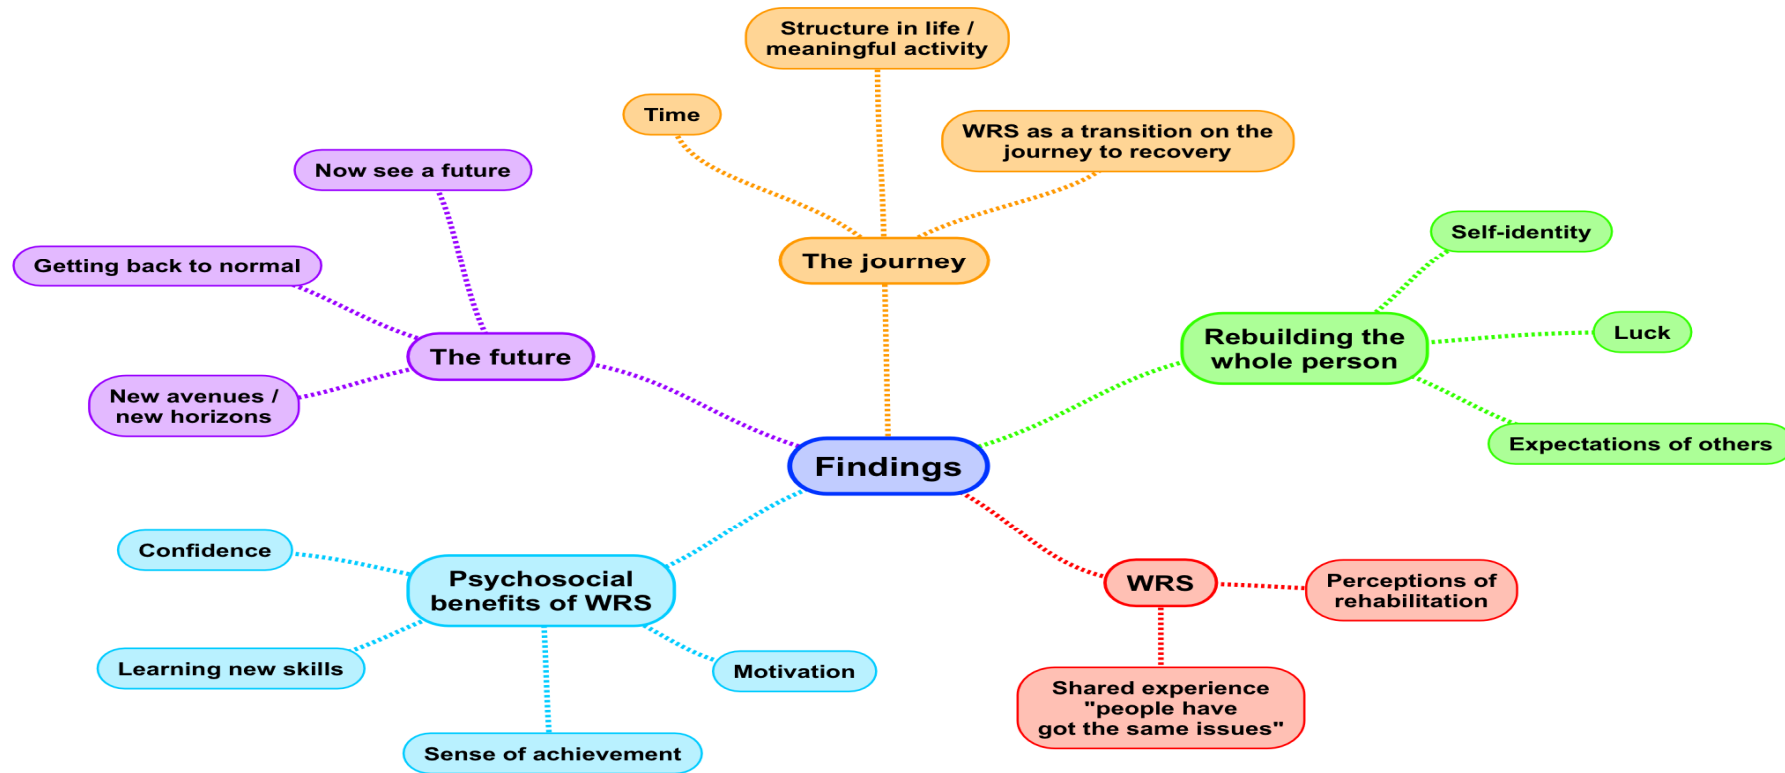 Structure in life /
meaningful activity
Time
WRS as a transition on the
journey to recovery
The journey
Now see a future
Getting back to normal
The future
New avenues /
new horizons
Self-identity
Rebuilding the
whole person
Luck
Expectations of others
Findings
Confidence
Psychosocial
benefits of WRS
Learning new skills
Motivation
Sense of achievement
WRS
Perceptions of
rehabilitation
Shared experience
"people have
got the same issues"